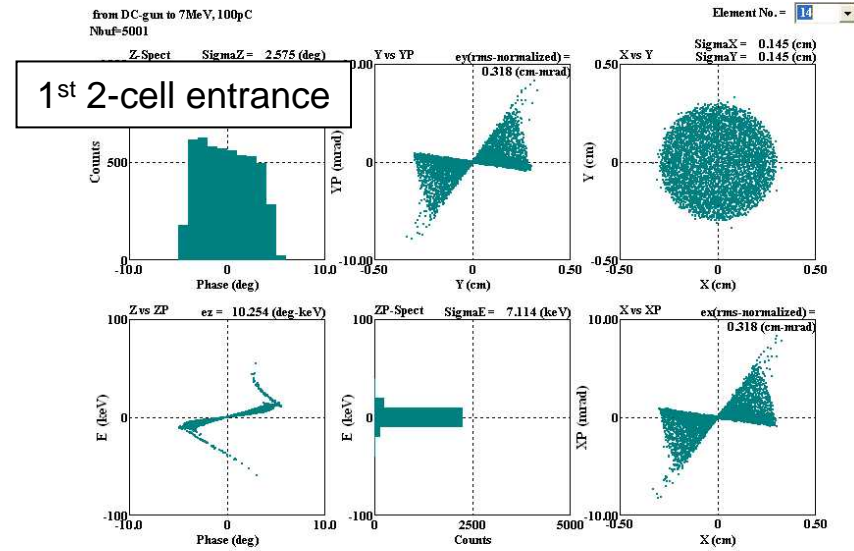 from DC-gun to 7MeV, 100pC
Nbuf=5001
Element No. = 14
Z-Spect SigmaZ = 2.575 (deg)
1st 2-cell entrance
Counts
500
0
-10.0 0 10.0
Phase (deg)
Y vs YP ey(rms-normalized) =
0.318 (cm-mrad)
10.00
YP (mrad)
0
-10.00
-0.50 0 0.50
Y (cm)
X vs Y SigmaX = 0.145 (cm)
SigmaY = 0.145 (cm)
0.50
Y (cm)
0
-0.50
-0.50 0 0.50
X (cm)
Z vs ZP ez = 10.254 (deg-keV)
100
E (keV)
0
-100
-10.0 0 10.0
Phase (deg)
ZP-Spect SigmaE = 7.114 (keV)
100
E (keV)
0
-100
0 2500 5000
Counts
X vs XP ex(rms-normalized) =
0.318 (cm-mrad)
10.00
XP (mrad)
0
-10.00
-0.50 0 0.50
X (cm)